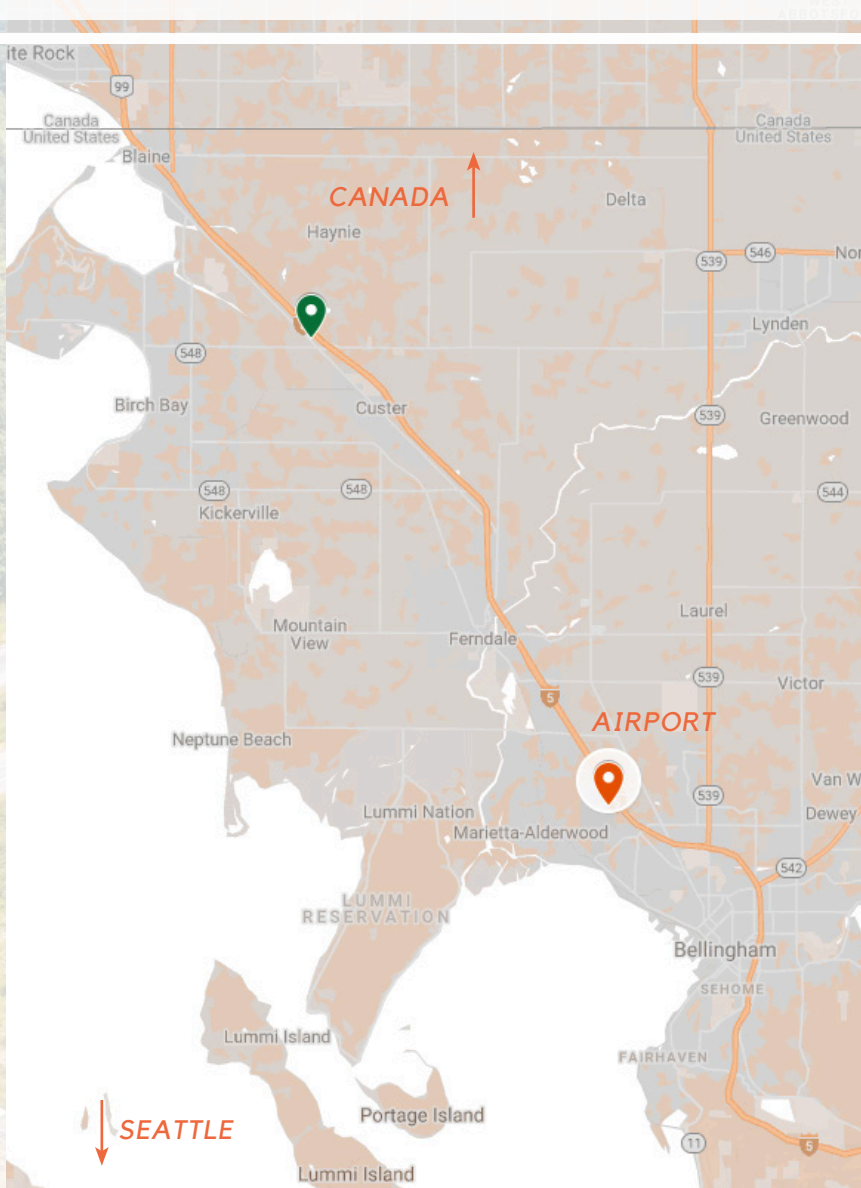 ABBOTSFORD
ite Rock
99
Canada
United States
Canada
United States
Blaine
CANADA
Delta
Haynie
539
546
Nor
Lynden
548
Birch Bay
Custer
539
Greenwood
548
548
544
Kickerville
Laurel
Mountain
View
Ferndale
539
Victor
5
AIRPORT
Neptune Beach
Van W
539
Lummi Nation
Dewey
Marietta-Alderwood
542
LUMMI
RESERVATION
Bellingham
SEHOME
Lummi Island
FAIRHAVEN
Portage Island
SEATTLE
11
5
Lummi Island